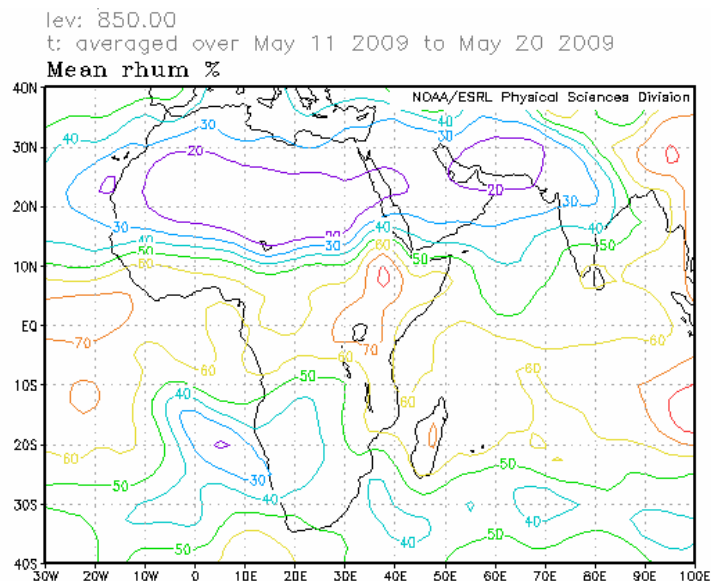 lev: 850.00
t: averaged over May 11 2009 to May 20 2009
Mean rhum %
NOAA/ESRL Physical Sciences Division
40N
40
40
30
30
30N
20
20
30
20N
30
20
40
40
30
60
50
50
10N
60
EQ
70
60
70
60
10S
50
60
40
20S
60
30
50
50
30S
40
40
40
50
50
40S
30W
20W
10W
0
10E
20E
30E
40E
50E
60E
70E
80E
90E
100E